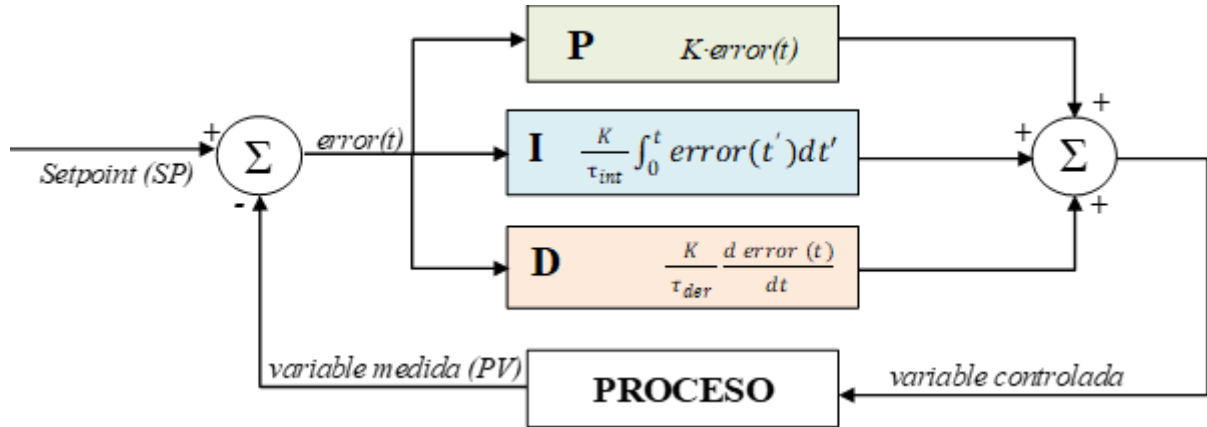 P K·error(t)
+
+ error(t) I K/τint ∫₀ᵗ error(t′)dt′ +
Σ Σ
Setpoint (SP)
- +
D K/τder d error (t)/dt
variable medida (PV) PROCESO variable controlada